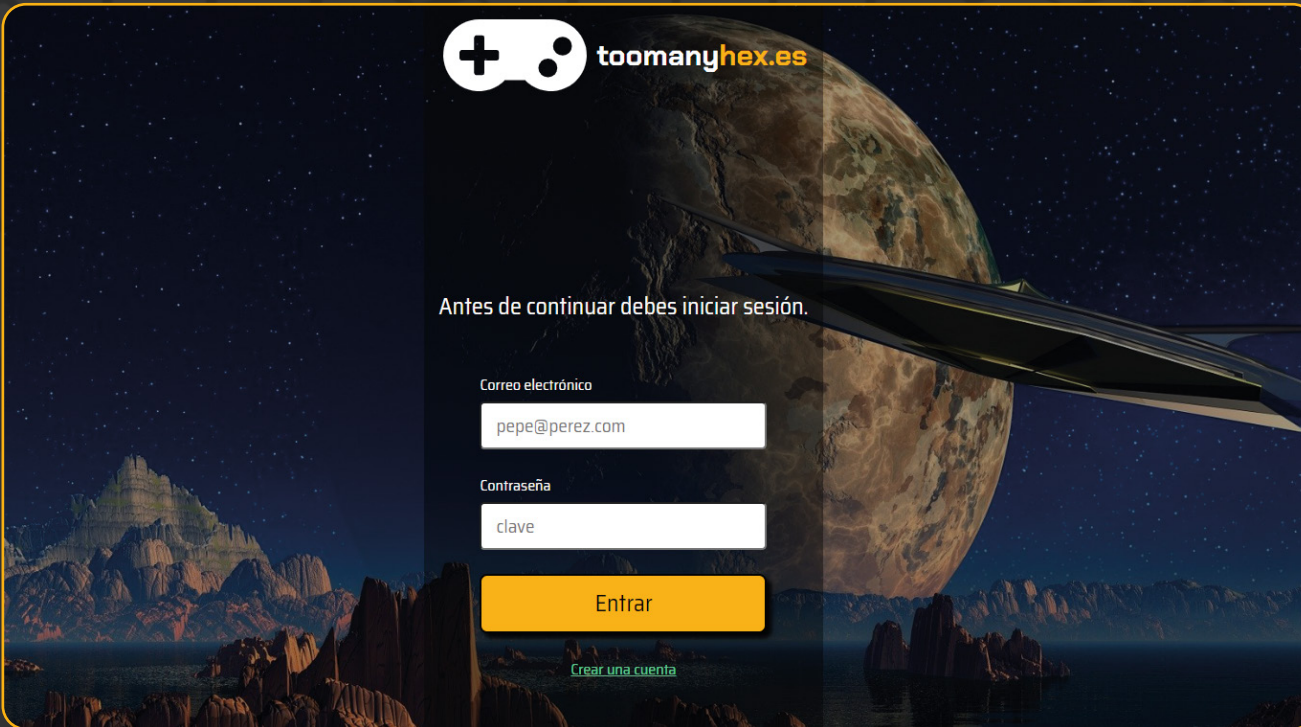 toomanyhex.es
Antes de continuar debes iniciar sesión.
Correo electrónico
pepe@perez.com
Contraseña
clave
Entrar
Crear una cuenta